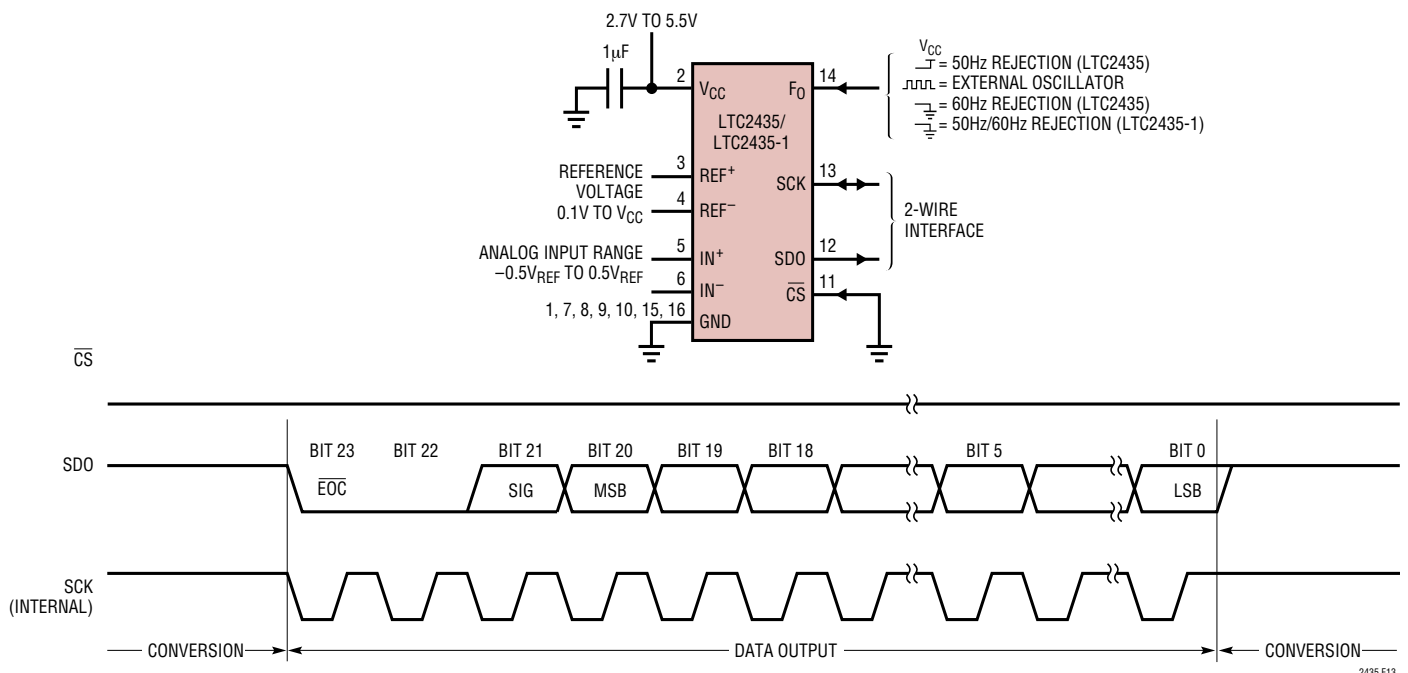 2.7V TO 5.5V
1µF
VCC
= 50Hz REJECTION (LTC2435)
= EXTERNAL OSCILLATOR
= 60Hz REJECTION (LTC2435)
= 50Hz/60Hz REJECTION (LTC2435-1)
2
VCC
FO
14
LTC2435/
LTC2435-1
REFERENCE
VOLTAGE
0.1V TO VCC
3
REF+
4
REF–
SCK
13
2-WIRE
INTERFACE
ANALOG INPUT RANGE
–0.5VREF TO 0.5VREF
5
IN+
6
IN–
SDO
12
CS
11
1, 7, 8, 9, 10, 15, 16
GND
CS
BIT 23
BIT 22
BIT 21
BIT 20
BIT 19
BIT 18
BIT 5
BIT 0
SDO
EOC
SIG
MSB
LSB
SCK
(INTERNAL)
CONVERSION
DATA OUTPUT
CONVERSION
2435 F13